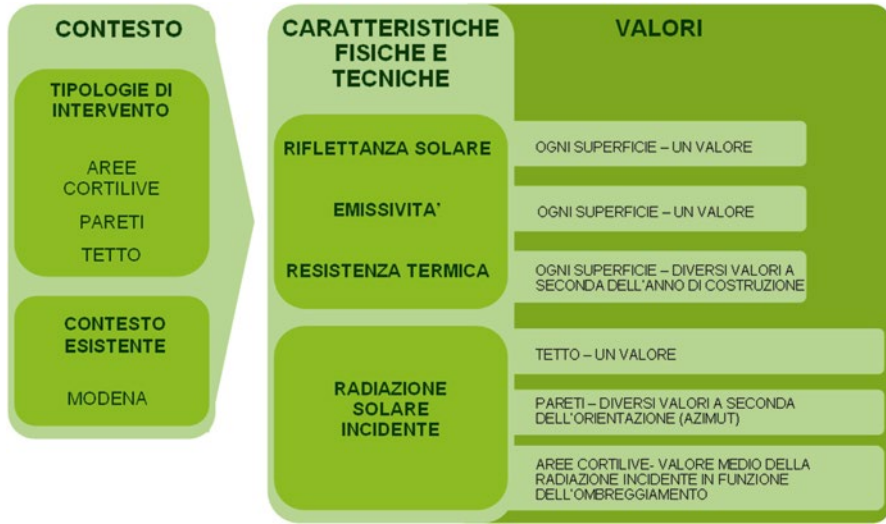 CONTESTO
TIPOLOGIE DI
INTERVENTO
AREE
CORTILIVE
PARETI
TETTO
CONTESTO
ESISTENTE
MODENA
CARATTERISTICHE
FISICHE E
TECNICHE
VALORI
RIFLETTANZA SOLARE
OGNI SUPERFICIE – UN VALORE
EMISSIVITA’
OGNI SUPERFICIE – UN VALORE
RESISTENZA TERMICA
OGNI SUPERFICIE – DIVERSI VALORI A
SECONDA DELL'ANNO DI COSTRUZIONE
RADIAZIONE
SOLARE
INCIDENTE
TETTO – UN VALORE
PARETI – DIVERSI VALORI A SECONDA
DELL'ORIENTAZIONE (AZIMUT)
AREE CORTILIVE- VALORE MEDIO DELLA
RADIAZIONE INCIDENTE IN FUNZIONE
DELL'OMBREGGIAMENTO